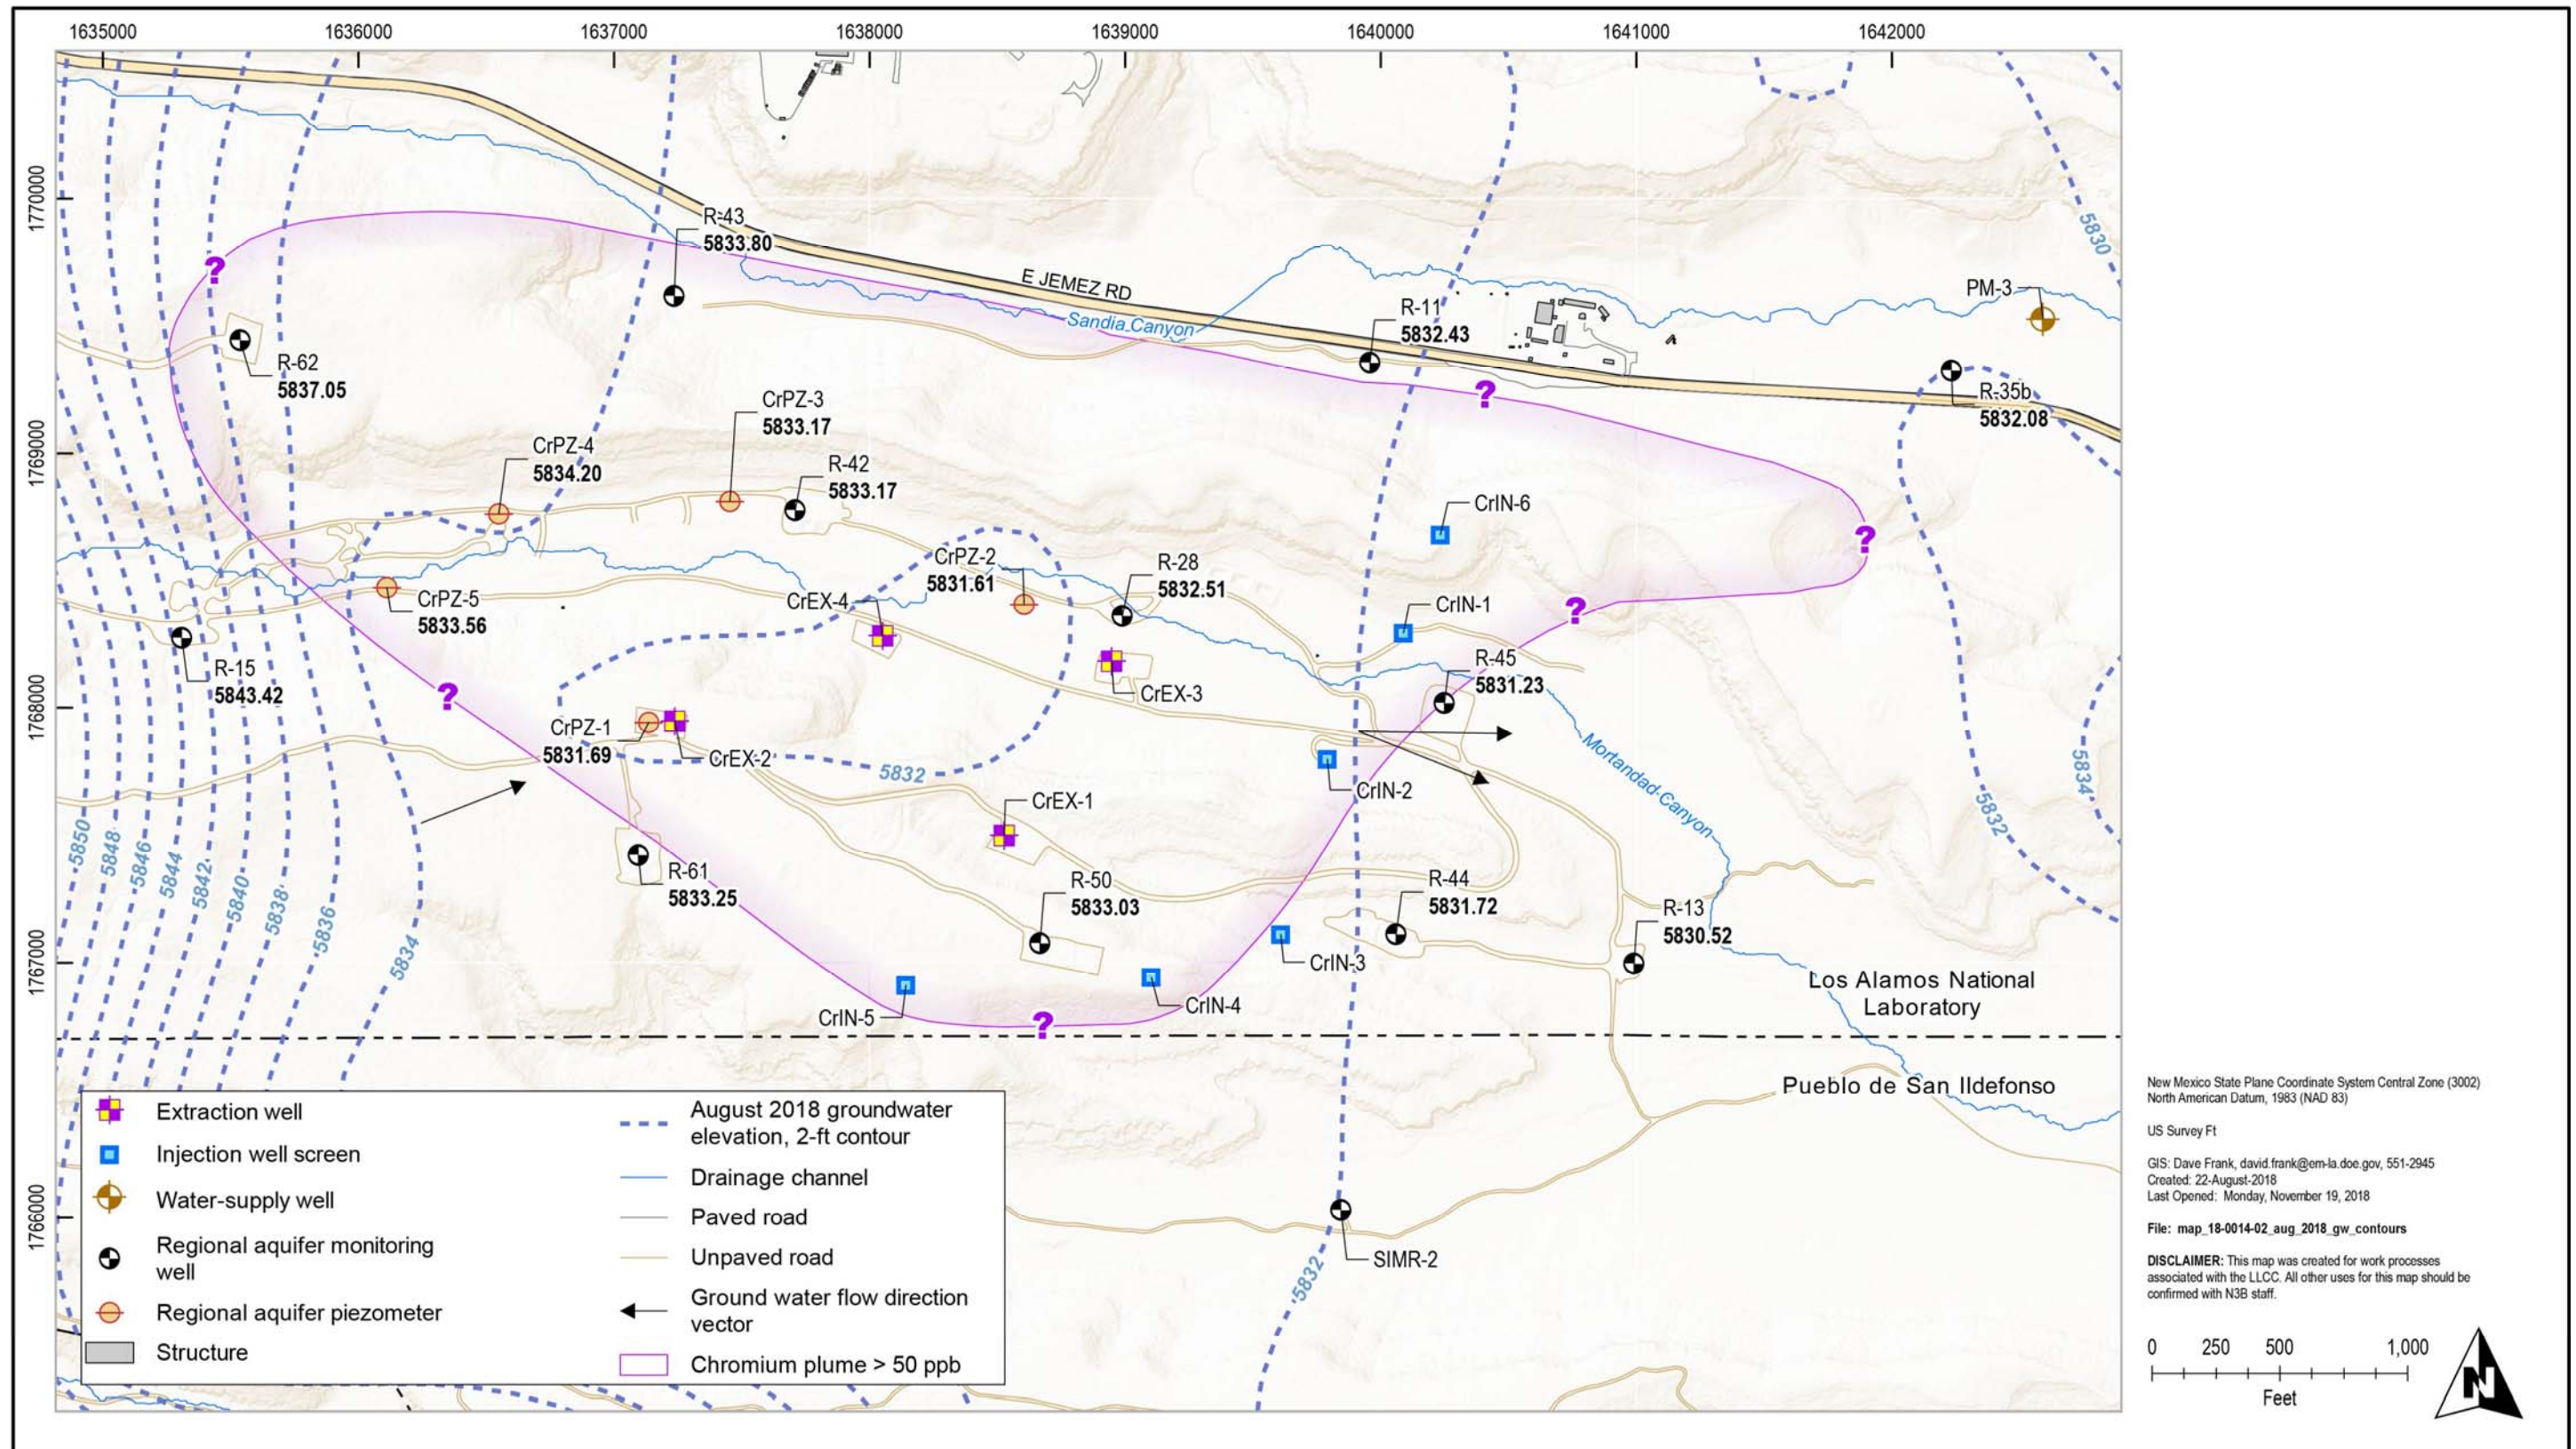 1635000
1636000
1637000
1638000
1639000
1640000
1641000
1642000
1770000
1769000
1768000
1767000
1766000
R-43
5833.80
E JEMEZ RD
Sandia Canyon
R-11
5832.43
5830
PM-3
R-35b
5832.08
R-62
5837.05
CrPZ-3
5833.17
CrPZ-4
5834.20
R-42
5833.17
CrIN-6
?
?
?
?
?
?
CrPZ-2
5831.61
R-28
5832.51
CrEX-4
CrIN-1
CrPZ-5
5833.56
R-15
5843.42
R-45
5831.23
CrEX-3
CrPZ-1
5831.69
CrEX-2
5832
CrIN-2
Mortandad Canyon
5834
5832
CrEX-1
5850
5848
5846
5844
5842
5840
5838
5836
5834
R-61
5833.25
R-50
5833.03
R-44
5831.72
R-13
5830.52
CrIN-3
CrIN-4
CrIN-5
Los Alamos National
Laboratory
Pueblo de San Ildefonso
SIMR-2
5832
Extraction well
Injection well screen
Water-supply well
Regional aquifer monitoring
well
Regional aquifer piezometer
Structure
August 2018 groundwater
elevation, 2-ft contour
Drainage channel
Paved road
Unpaved road
Ground water flow direction
vector
Chromium plume > 50 ppb
New Mexico State Plane Coordinate System Central Zone (3002)
North American Datum, 1983 (NAD 83)
US Survey Ft
GIS: Dave Frank, david.frank@em-la.doe.gov, 551-2945
Created: 22-August-2018
Last Opened: Monday, November 19, 2018
File: map_18-0014-02_aug_2018_gw_contours
DISCLAIMER: This map was created for work processes
associated with the LLCC. All other uses for this map should be
confirmed with N3B staff.
0 250 500 1,000
Feet
N